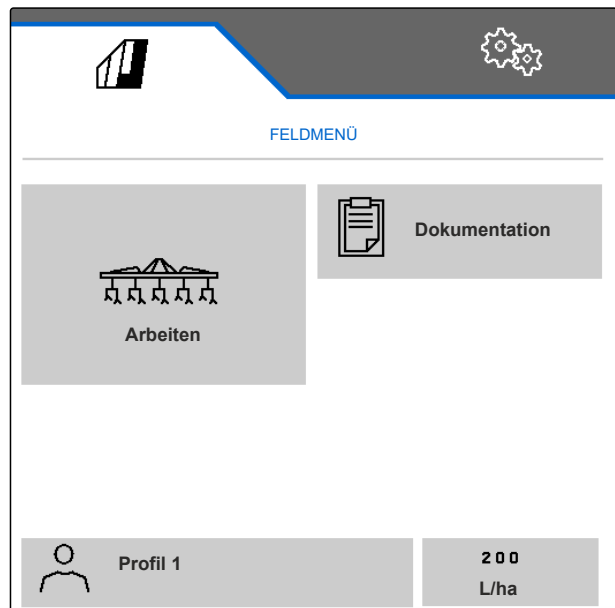 FELDMENÜ
Dokumentation
Arbeiten
Profil 1
200
L/ha